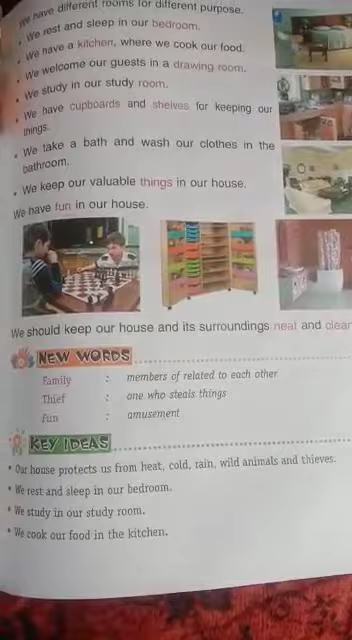 We have different rooms for different purpose.
• We rest and sleep in our bedroom.
• We have a kitchen, where we cook our food.
• We welcome our guests in a drawing room.
• We study in our study room.
• We have cupboards and shelves for keeping our
things.
• We take a bath and wash our clothes in the
bathroom.
• We keep our valuable things in our house.
We have fun in our house.
We should keep our house and its surroundings neat and clean
NEW WORDS
Family : members of related to each other
Thief : one who steals things
Fun : amusement
KEY IDEAS
• Our house protects us from heat, cold, rain, wild animals and thieves.
• We rest and sleep in our bedroom.
• We study in our study room.
• We cook our food in the kitchen.